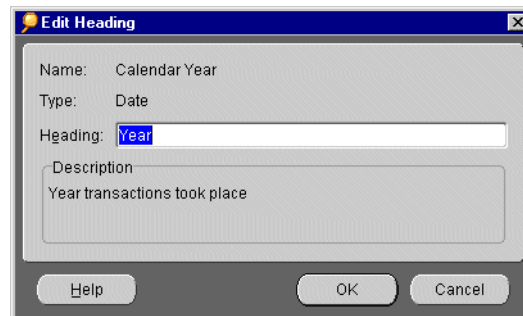 Edit Heading
Name: Calendar Year
Type: Date
Heading: Year
Description
Year transactions took place
Help OK Cancel